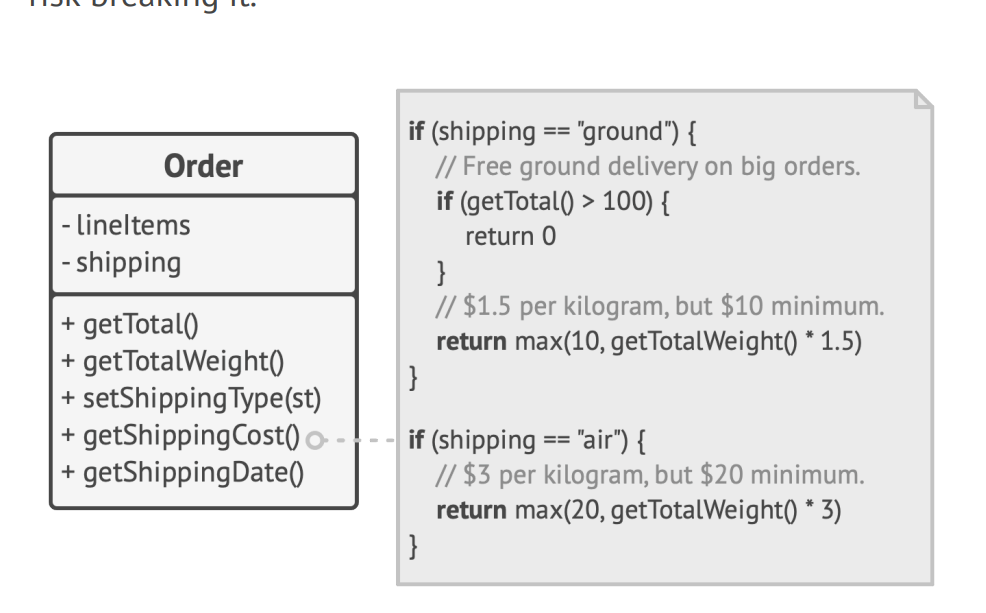 risk breaking it.
Order
- lineItems
- shipping
+ getTotal()
+ getTotalWeight()
+ setShippingType(st)
+ getShippingCost()
+ getShippingDate()
if (shipping == "ground") {
// Free ground delivery on big orders.
if (getTotal() > 100) {
return 0
}
// $1.5 per kilogram, but $10 minimum.
return max(10, getTotalWeight() * 1.5)
}
if (shipping == "air") {
// $3 per kilogram, but $20 minimum.
return max(20, getTotalWeight() * 3)
}